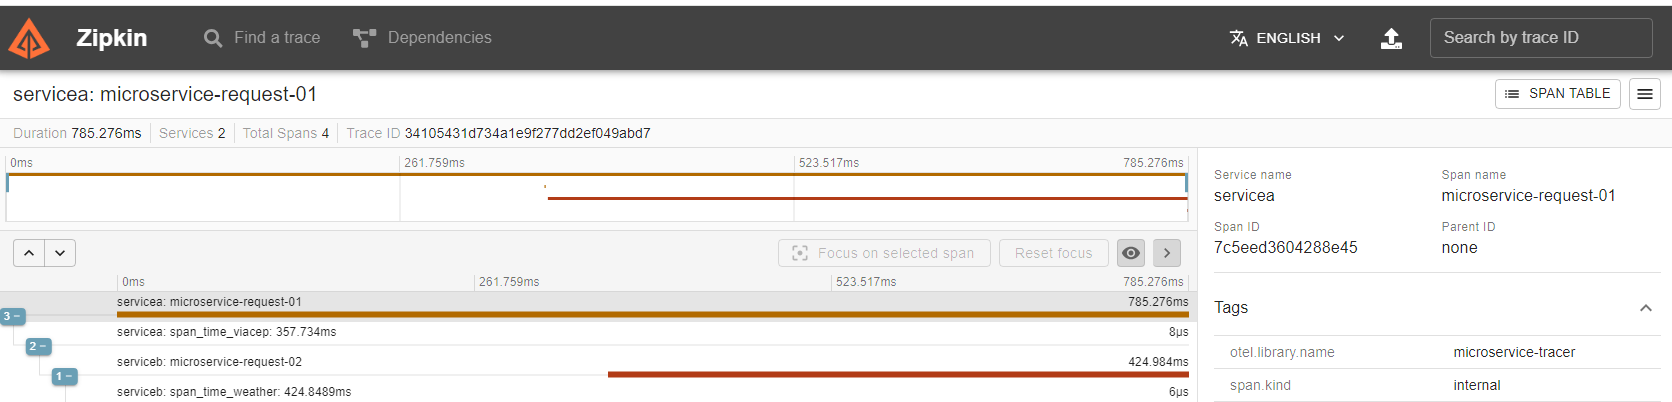 Zipkin Find a trace Dependencies ENGLISH Search by trace ID
servicea: microservice-request-01 SPAN TABLE
Duration 785.276ms Services 2 Total Spans 4 Trace ID 34105431d734a1e9f277dd2ef049abd7
0ms 261.759ms 523.517ms 785.276ms
Service name Span name
servicea microservice-request-01
Span ID Parent ID
7c5eed3604288e45 none
Focus on selected span Reset focus
0ms 261.759ms 523.517ms 785.276ms
servicea: microservice-request-01 785.276ms
3 −
servicea: span_time_viacep: 357.734ms 8μs
2 −
serviceb: microservice-request-02 424.984ms
1 −
serviceb: span_time_weather: 424.8489ms 6μs
Tags
otel.library.name microservice-tracer
span.kind internal